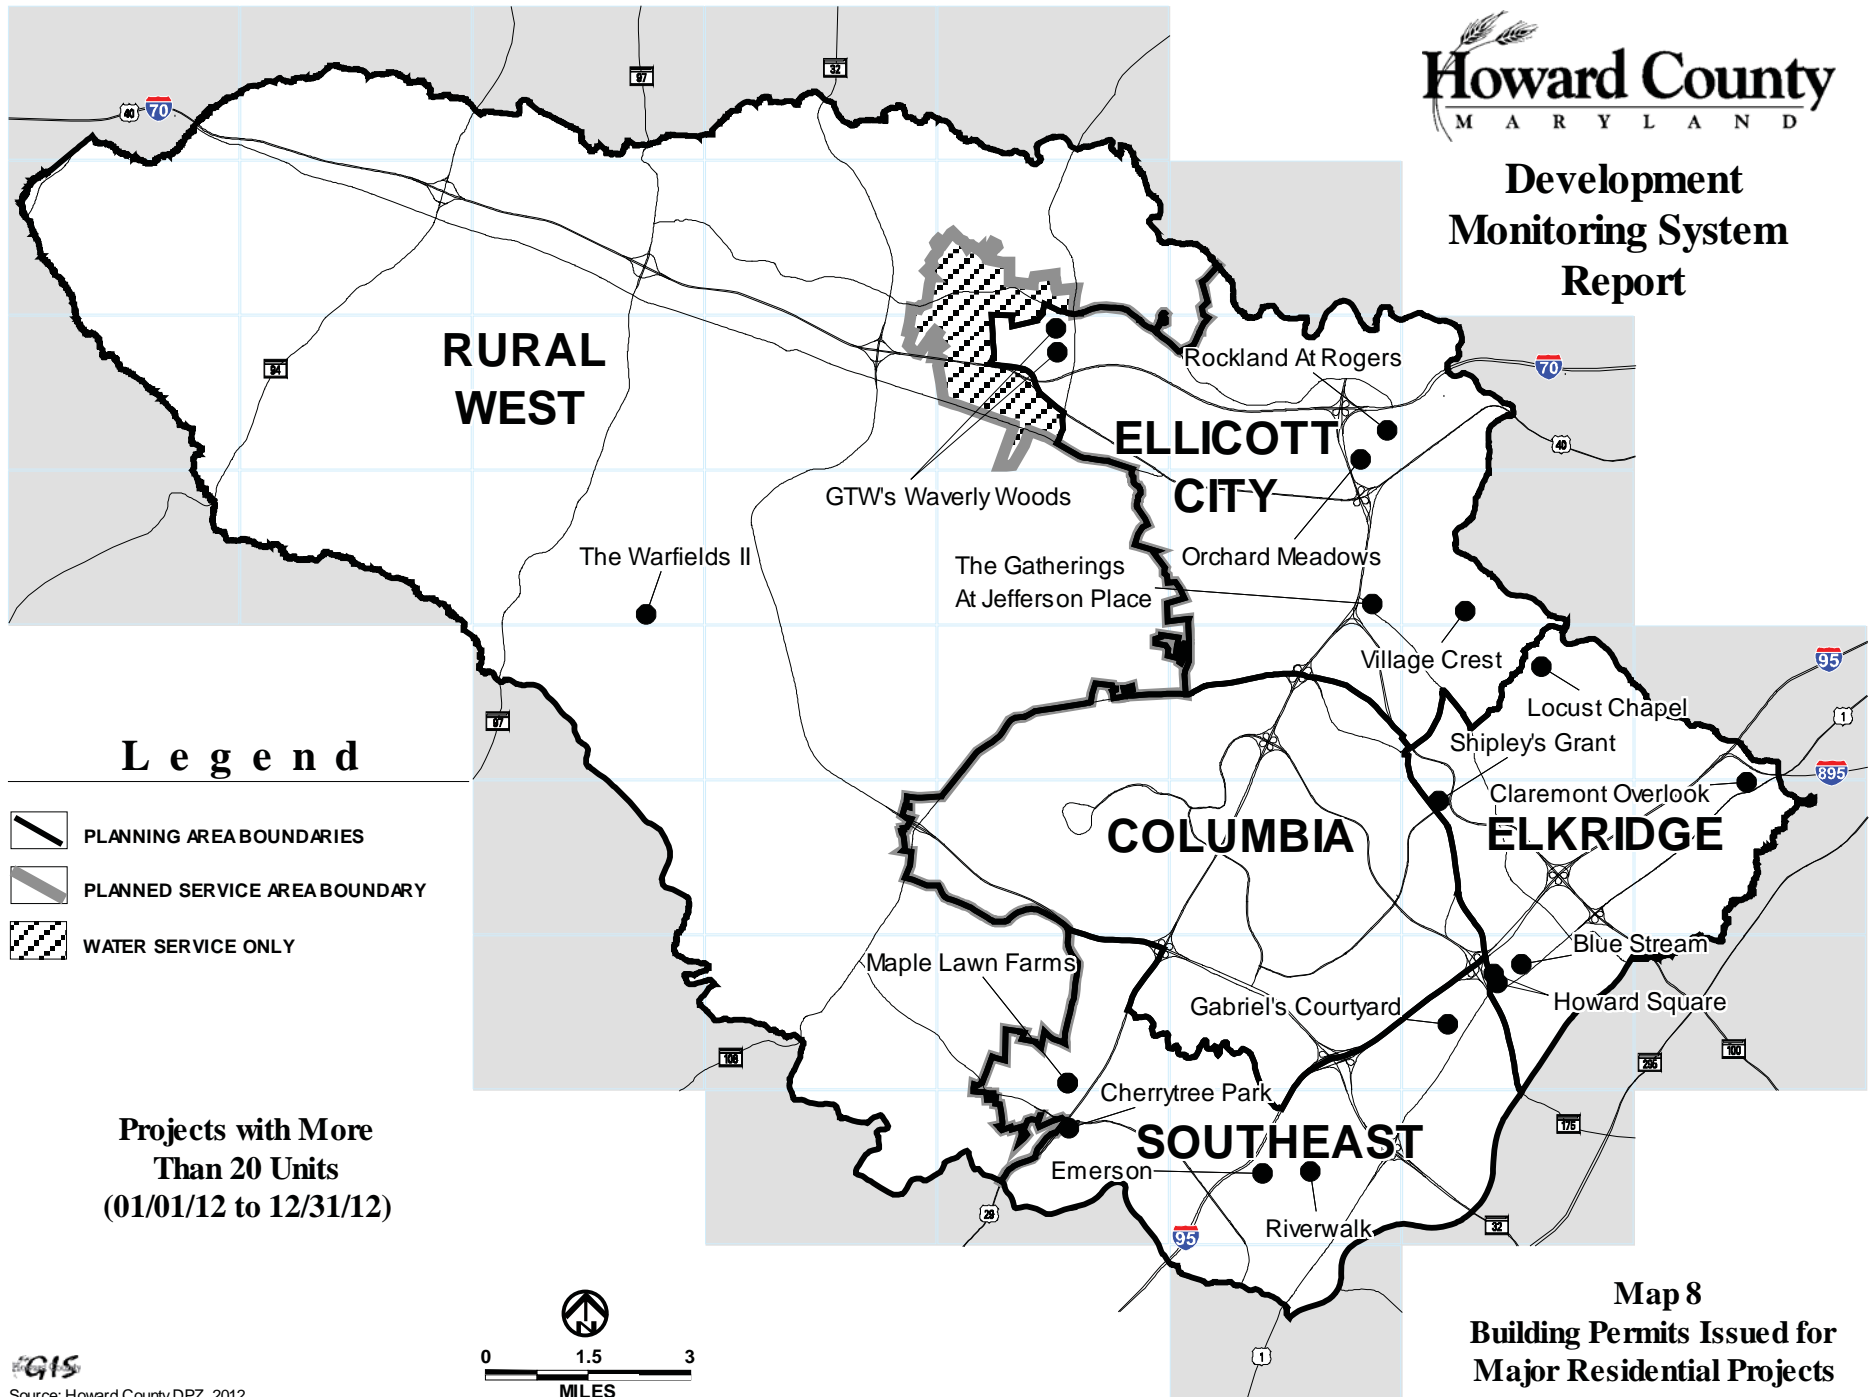 Howard County
MARYLAND
Development
Monitoring System
Report
40
70
97
32
94
RURAL
WEST
Rockland At Rogers
70
40
ELLICOTT
CITY
GTW's Waverly Woods
The Warfields II
The Gatherings
At Jefferson Place
Orchard Meadows
Village Crest
95
Locust Chapel
1
97
Shipley's Grant
895
Claremont Overlook
COLUMBIA
ELKRIDGE
Legend
PLANNING AREA BOUNDARIES
PLANNED SERVICE AREA BOUNDARY
WATER SERVICE ONLY
Blue Stream
Maple Lawn Farms
Gabriel's Courtyard
Howard Square
108
295
100
Cherrytree Park
175
SOUTHEAST
Emerson
29
Riverwalk
32
95
Projects with More
Than 20 Units
(01/01/12 to 12/31/12)
Map 8
Building Permits Issued for
Major Residential Projects
1
N
0 1.5 3
MILES
Howard County
GIS
Source: Howard County DPZ, 2012